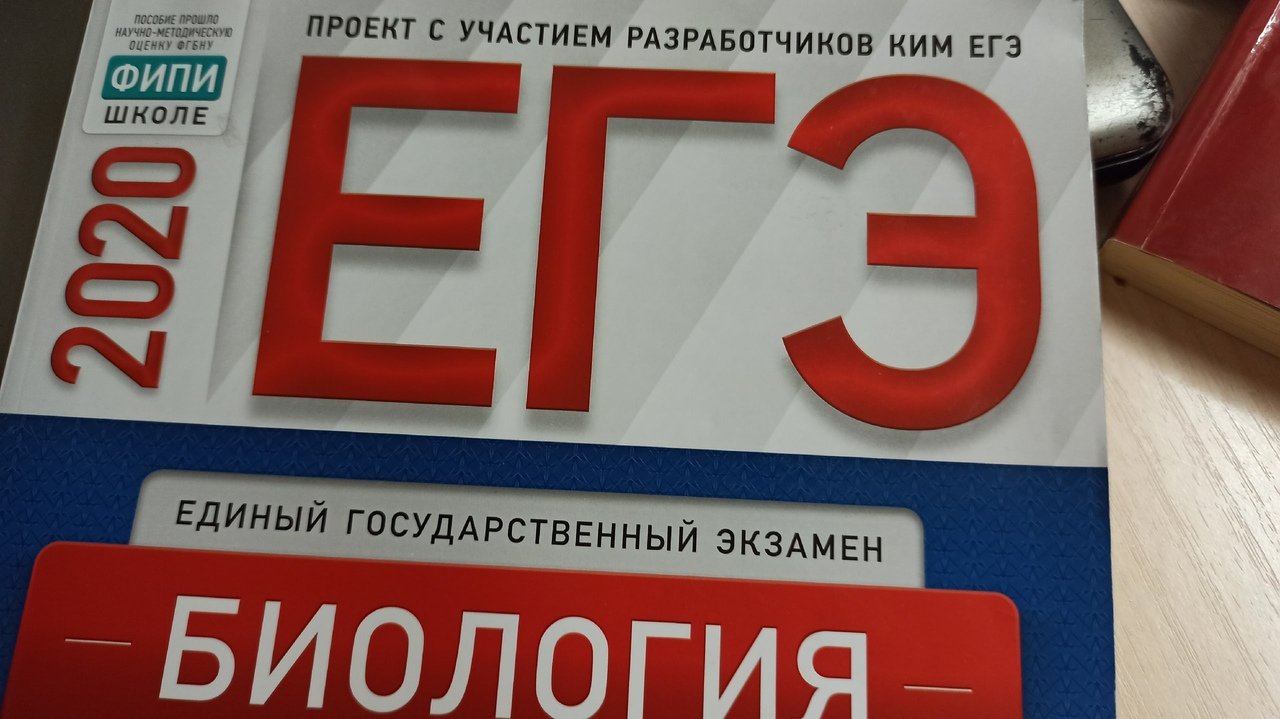 ПОСОБИЕ ПРОШЛО
НАУЧНО-МЕТОДИЧЕСКУЮ
ОЦЕНКУ ФГБНУ
ФИПИ
ШКОЛЕ
2020
ПРОЕКТ С УЧАСТИЕМ РАЗРАБОТЧИКОВ КИМ ЕГЭ
ЕГЭ
ЕДИНЫЙ ГОСУДАРСТВЕННЫЙ ЭКЗАМЕН
БИОЛОГИЯ